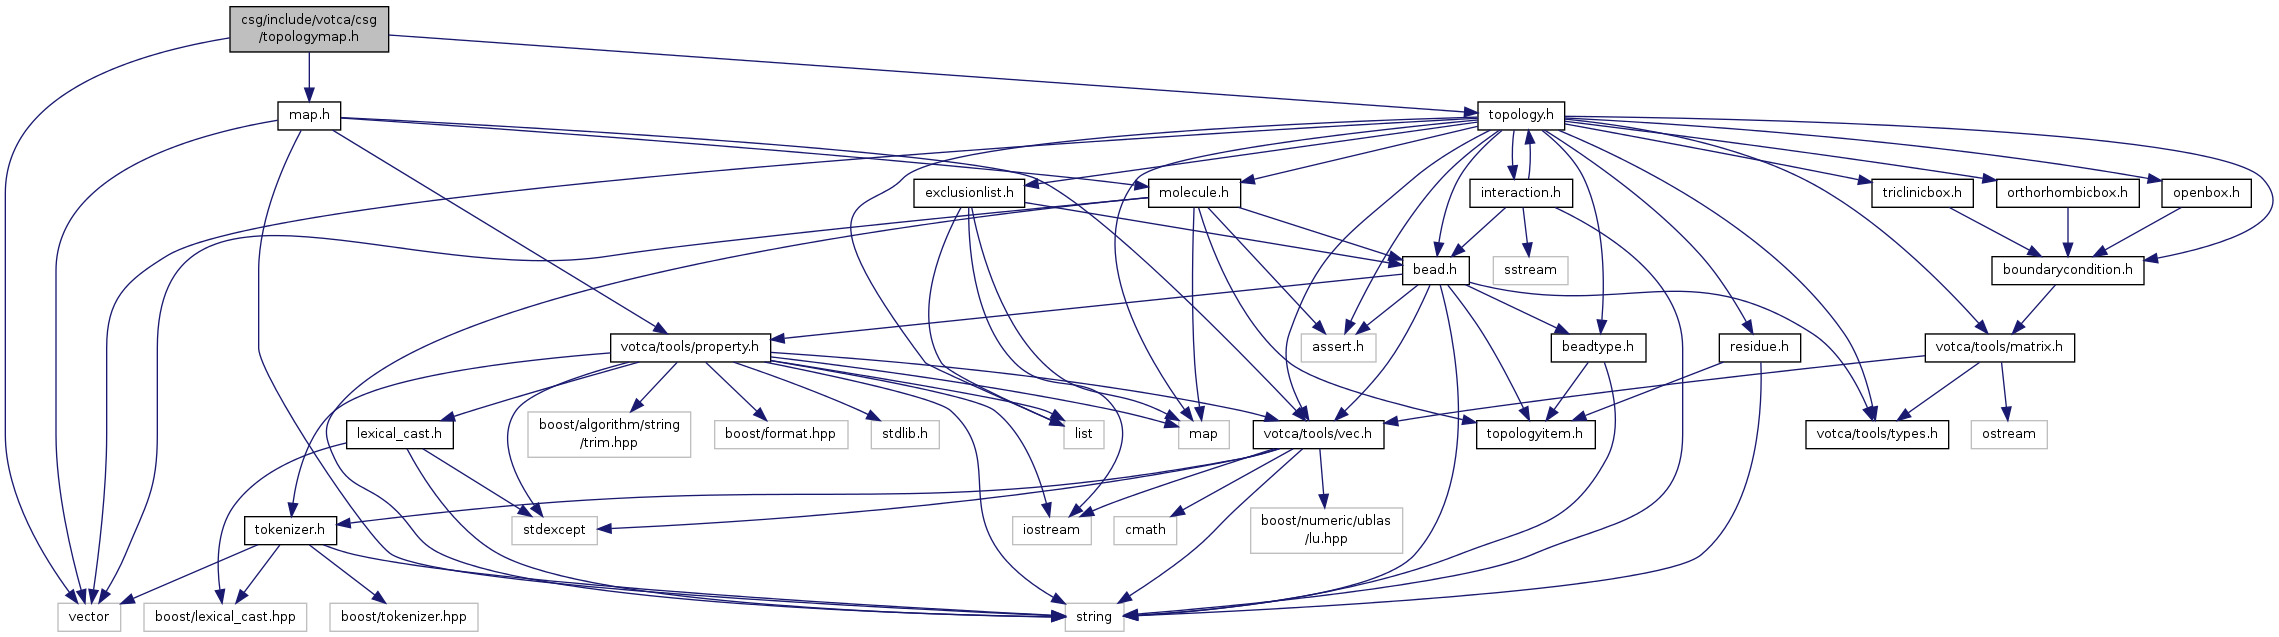 csg/include/votca/csg
/topologymap.h
map.h
topology.h
exclusionlist.h
molecule.h
interaction.h
triclinicbox.h
orthorhombicbox.h
openbox.h
bead.h
sstream
boundarycondition.h
votca/tools/property.h
assert.h
beadtype.h
residue.h
votca/tools/matrix.h
lexical_cast.h
boost/algorithm/string
/trim.hpp
boost/format.hpp
stdlib.h
list
map
votca/tools/vec.h
topologyitem.h
votca/tools/types.h
ostream
tokenizer.h
stdexcept
iostream
cmath
boost/numeric/ublas
/lu.hpp
vector
boost/lexical_cast.hpp
boost/tokenizer.hpp
string